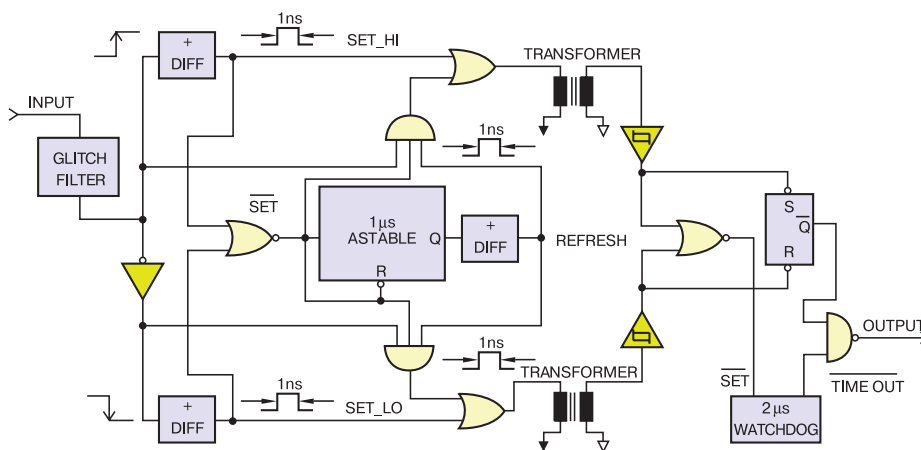 1ns
SET_HI
TRANSFORMER
+
DIFF
INPUT
GLITCH
FILTER
1ns
SET
1µs
ASTABLE
Q
R
+
DIFF
REFRESH
S
Q
R
1ns
TRANSFORMER
OUTPUT
SET
TIME OUT
1ns
SET_LO
+
DIFF
2µs
WATCHDOG